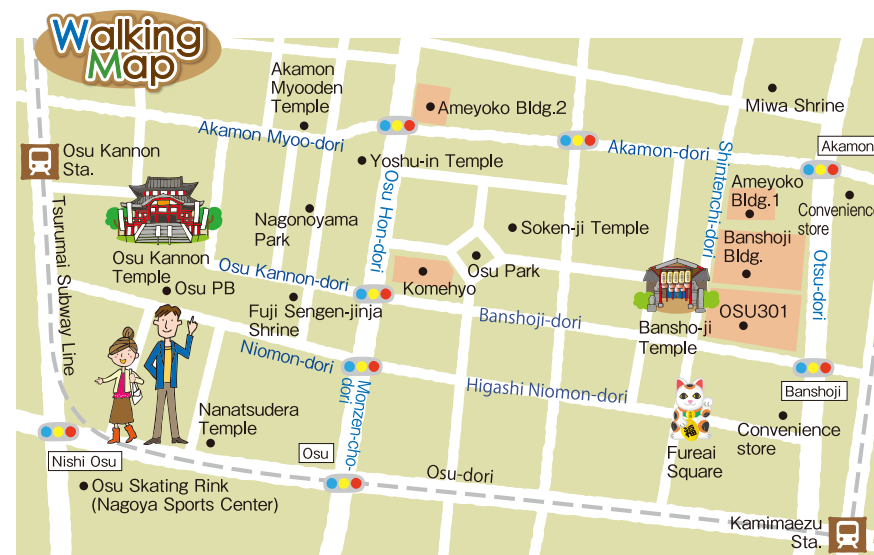 Walking
Map
Akamon
Myooden
Temple
Ameyoko Bldg.2
Miwa Shrine
Akamon Myoo-dori
Akamon-dori
Akamon
Osu Kannon
Sta.
Yoshu-in Temple
Shintenchi-dori
Ameyoko
Bldg.1
Convenience
store
Osu Hon-dori
Nagonoyama
Park
Soken-ji Temple
Banshoji
Bldg.
Otsu-dori
Tsurumai Subway Line
Osu Kannon
Temple
Osu Kannon-dori
Osu Park
Komehyo
Osu PB
Fuji Sengen-jinja
Shrine
Banshoji-dori
Bansho-ji
Temple
OSU301
Niomon-dori
Monzen-cho-
dori
Higashi Niomon-dori
Banshoji
Nanatsudera
Temple
福
Fureai
Square
Convenience
store
Nishi Osu
Osu
Osu-dori
Osu Skating Rink
(Nagoya Sports Center)
Kamimaezu
Sta.